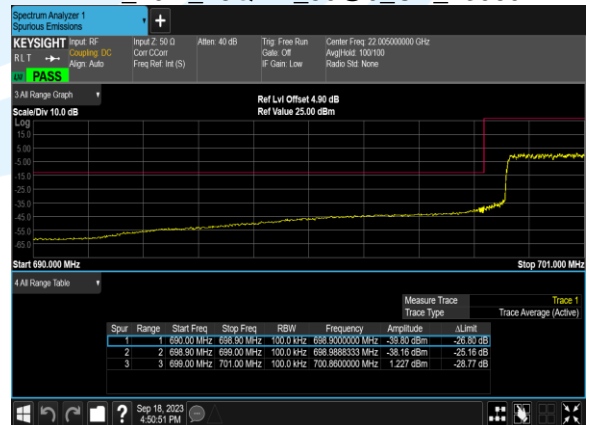 Spectrum Analyzer 1
Spurious Emissions
+
KEYSIGHT Input: RF Input Z: 50 Ω Atten: 40 dB Trig: Free Run Center Freq: 22.005000000 GHz
RLT Coupling: DC Corr CCorr Gate: Off Avg|Hold: 100/100
Align: Auto Freq Ref: Int (S) IF Gain: Low Radio Std: None
PASS
3 All Range Graph
Ref Lvl Offset 4.90 dB
Scale/Div 10.0 dB Ref Value 25.00 dBm
Log
15.0
5.00
-5.00
-15.0
-25.0
-35.0
-45.0
-55.0
-65.0
Start 690.000 MHz Stop 701.000 MHz
4 All Range Table
Measure Trace Trace 1
Trace Type Trace Average (Active)
Spur Range Start Freq Stop Freq RBW Frequency Amplitude ΔLimit
1 1 690.00 MHz 698.90 MHz 100.0 kHz 698.9000000 MHz -39.80 dBm -26.80 dB
2 2 698.90 MHz 699.00 MHz 100.0 kHz 698.9888333 MHz -38.16 dBm -25.16 dB
3 3 699.00 MHz 701.00 MHz 100.0 kHz 700.8600000 MHz 1.227 dBm -28.77 dB
? Sep 18, 2023
4:50:51 PM